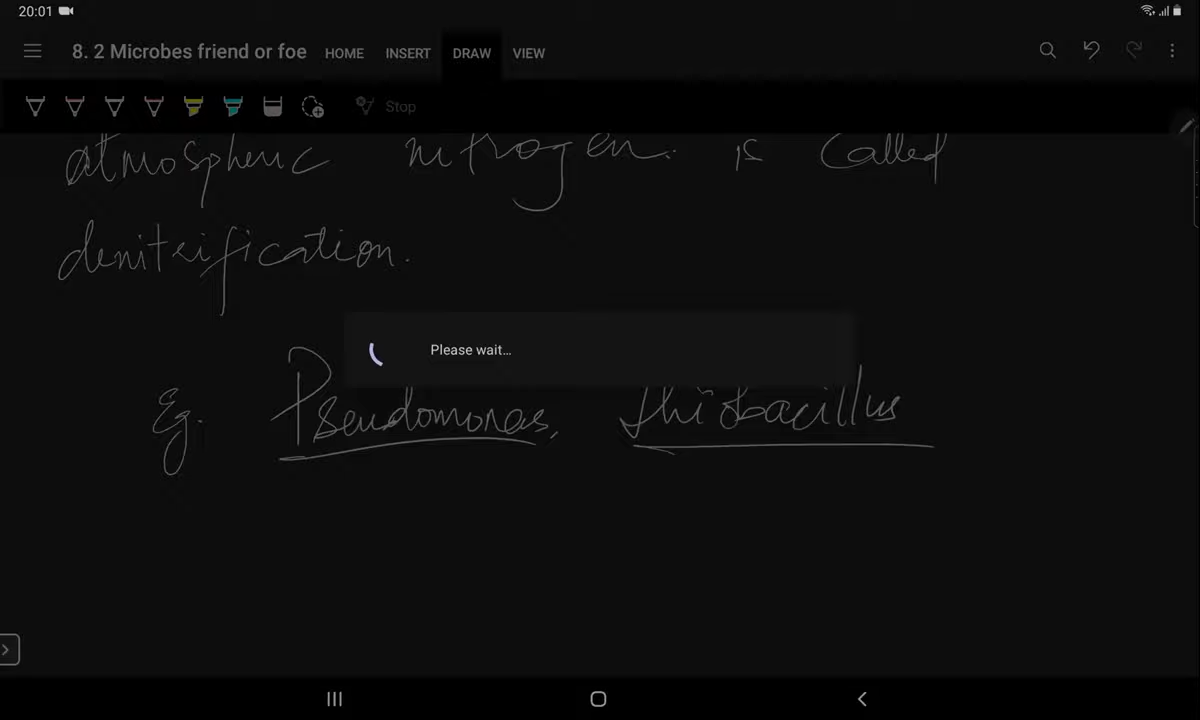 20:01
8. 2 Microbes friend or foe HOME INSERT DRAW VIEW
Stop
atmospheric nitrogen. is called
denitrification.
Please wait...
Eg. Pseudomonas, thiobacillus